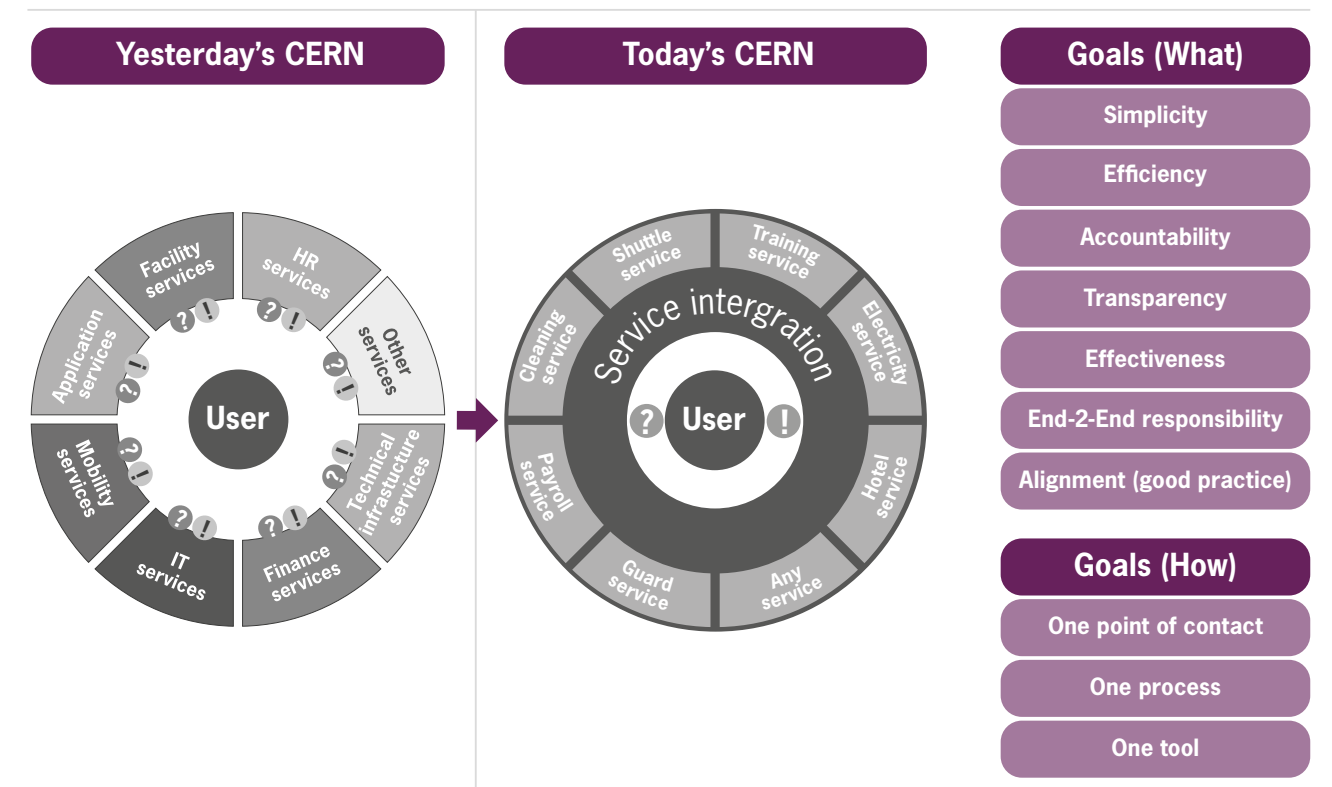 Yesterday's CERN
Facility
services
HR
services
Other
services
Technical
infrastucture
services
Finance
services
IT
services
Mobility
services
Application
services
? !
? !
? !
? !
? !
? !
? !
? !
User
Today's CERN
Shuttle
service
Training
service
Electricity
service
Hotel
service
Any
service
Guard
service
Payroll
service
Cleaning
service
Service intergration
? User !
Goals (What)
Simplicity
Efficiency
Accountability
Transparency
Effectiveness
End-2-End responsibility
Alignment (good practice)
Goals (How)
One point of contact
One process
One tool